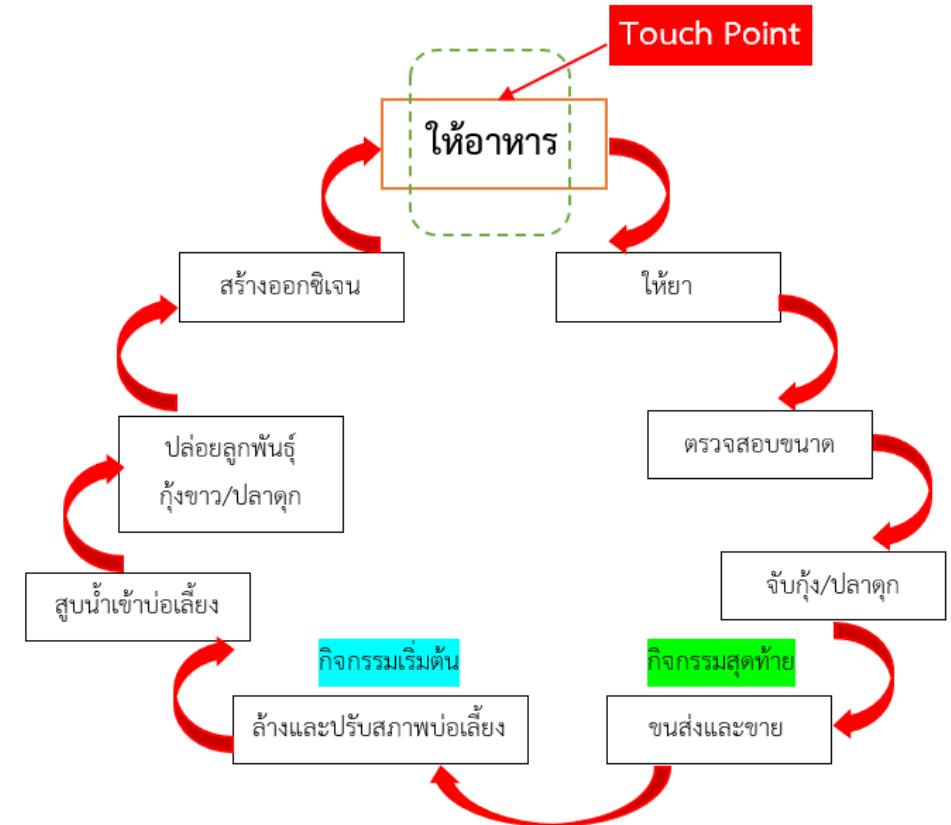 Touch Point
ให้อาหาร
สร้างออกซิเจน
ให้ยา
ปล่อยลูกพันธุ์
กุ้งขาว/ปลาดุก
ตรวจสอบขนาด
สูบน้ำเข้าบ่อเลี้ยง
จับกุ้ง/ปลาดุก
กิจกรรมเริ่มต้น
กิจกรรมสุดท้าย
ล้างและปรับสภาพบ่อเลี้ยง
ขนส่งและขาย